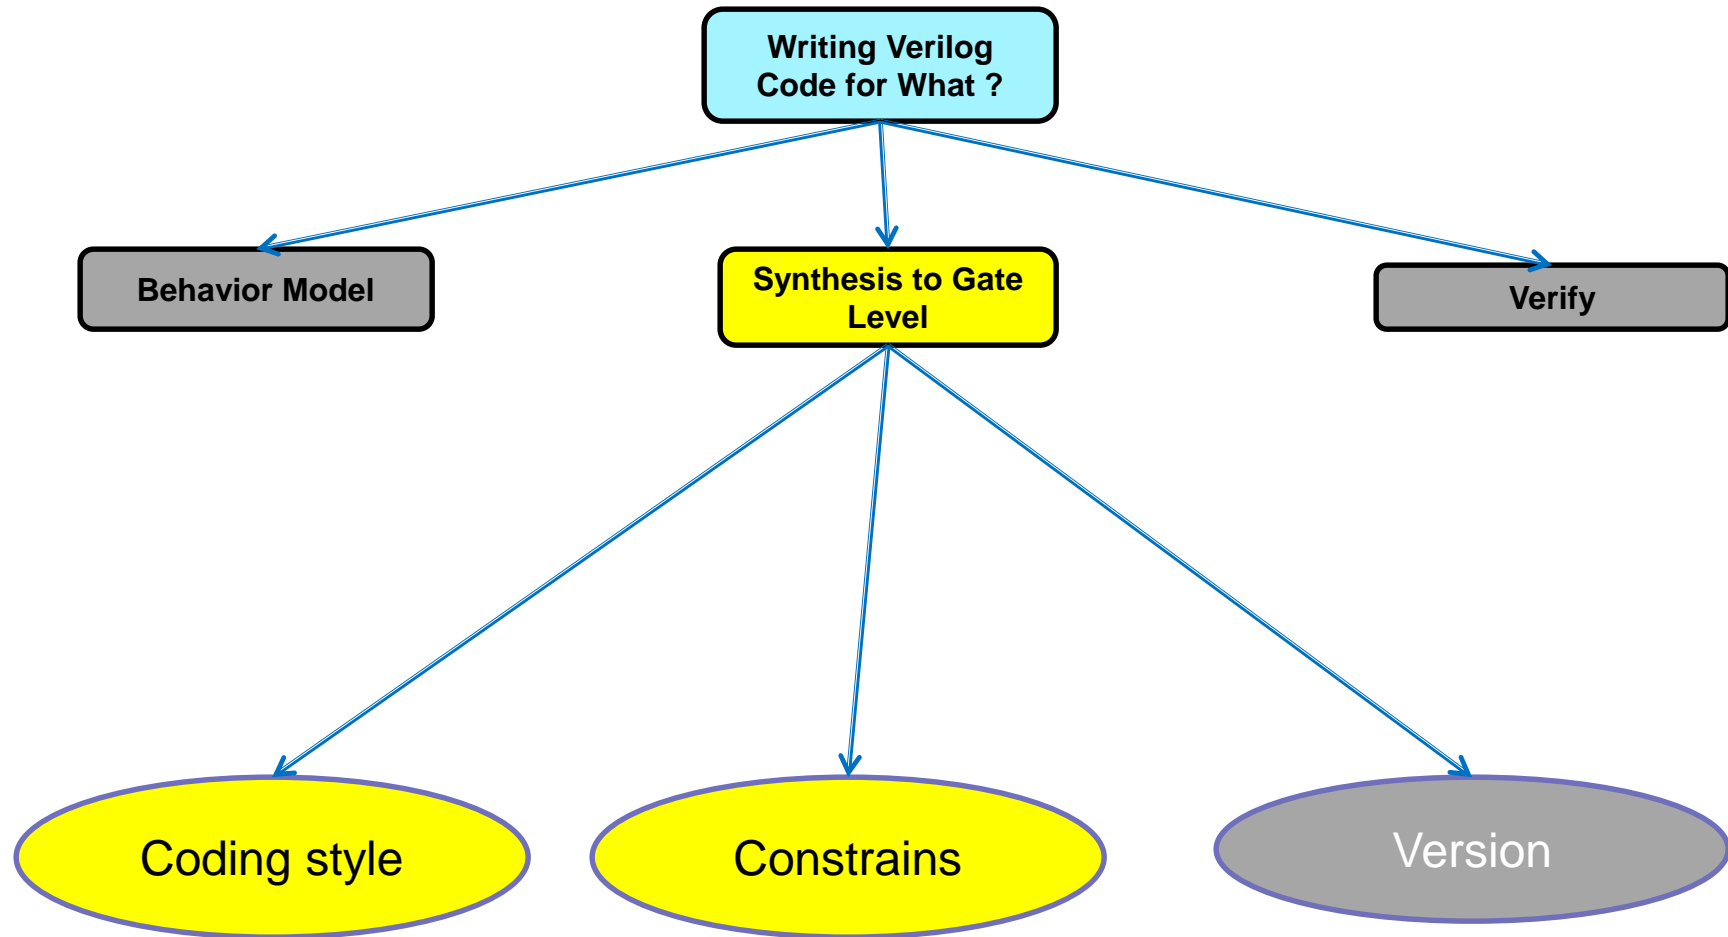 Writing Verilog
Code for What ?
Behavior Model
Synthesis to Gate
Level
Verify
Coding style
Constrains
Version